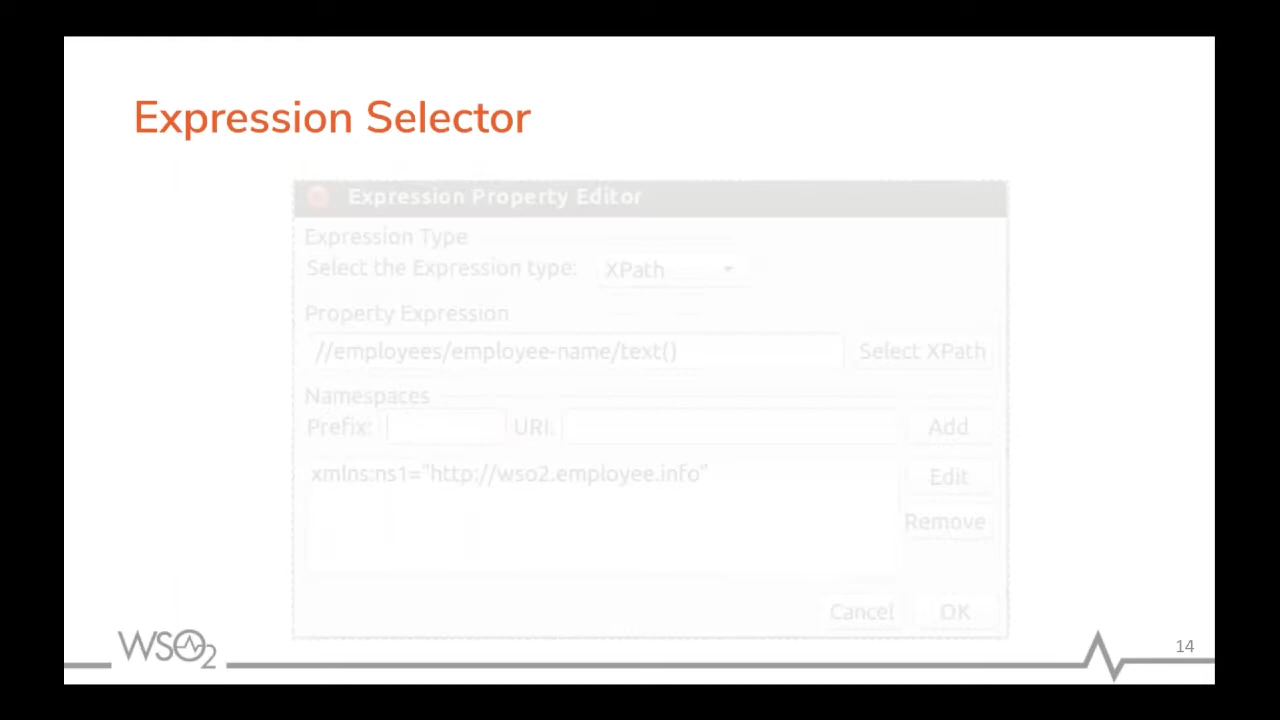 Expression Selector
Expression Property Editor
Expression Type
Select the Expression type: XPath
Property Expression
//employees/employee-name/text() Select XPath
Namespaces
Prefix: URI: Add
xmlns:ns1="http://wso2.employee.info" Edit
Remove
Cancel OK
WSO2
14